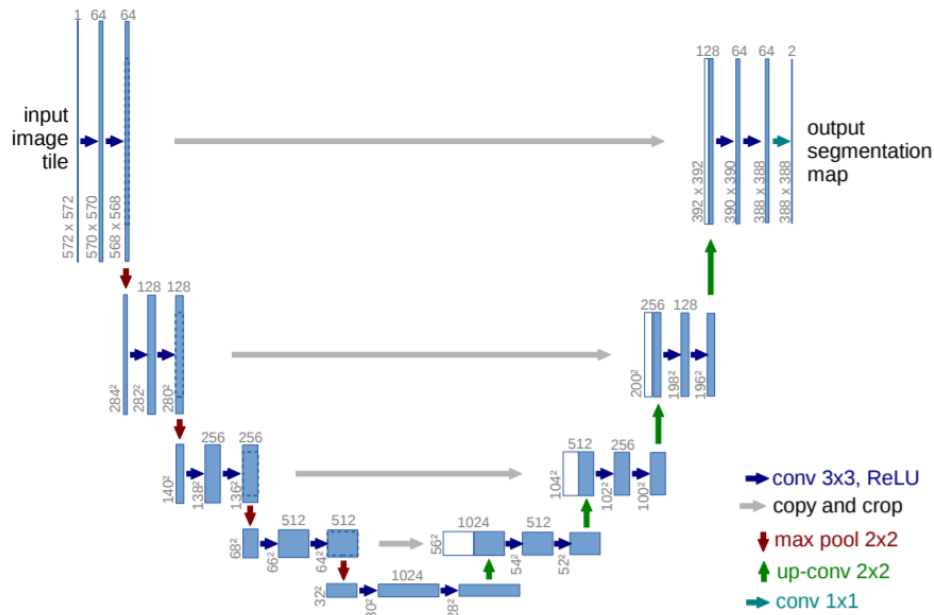 1
64
64
input
image
tile
572 x 572
570 x 570
568 x 568
128
64
64
2
output
segmentation
map
392 x 392
390 x 390
388 x 388
388 x 388
128
128
284²
282²
280²
256
128
200²
198²
196²
256
256
140²
138²
136²
512
256
104²
102²
100²
512
512
68²
66²
64²
1024
512
56²
54²
52²
1024
32²
30²
28²
conv 3x3, ReLU
copy and crop
max pool 2x2
up-conv 2x2
conv 1x1